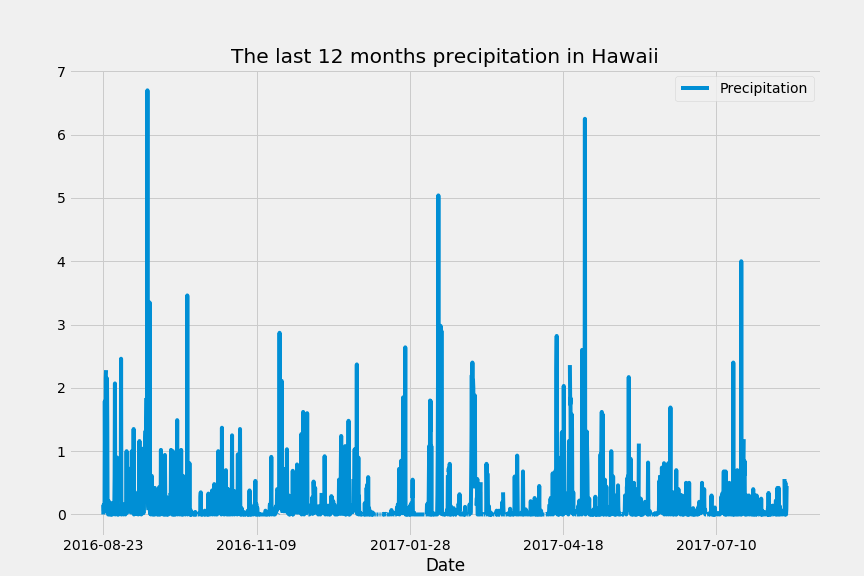 The last 12 months precipitation in Hawaii
7
Precipitation
6
5
4
3
2
1
0
2016-08-23 2016-11-09 2017-01-28 2017-04-18 2017-07-10
Date